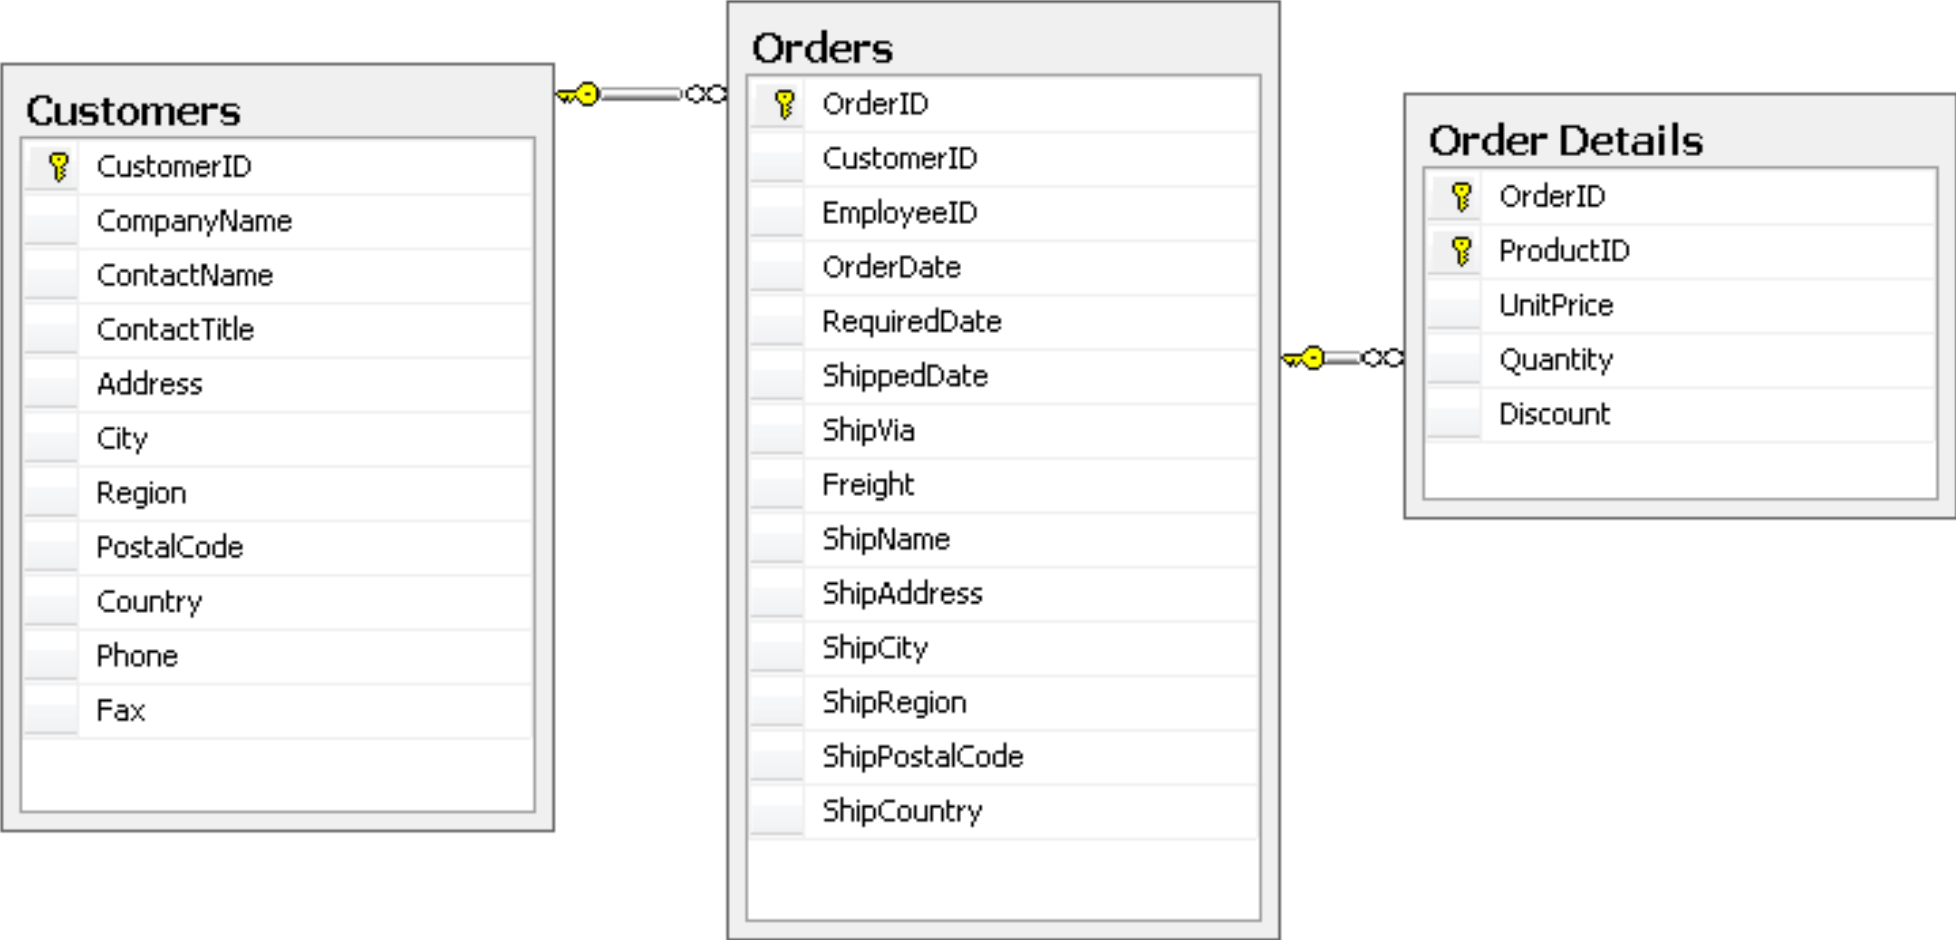 Customers
CustomerID
CompanyName
ContactName
ContactTitle
Address
City
Region
PostalCode
Country
Phone
Fax
Orders
OrderID
CustomerID
EmployeeID
OrderDate
RequiredDate
ShippedDate
ShipVia
Freight
ShipName
ShipAddress
ShipCity
ShipRegion
ShipPostalCode
ShipCountry
Order Details
OrderID
ProductID
UnitPrice
Quantity
Discount